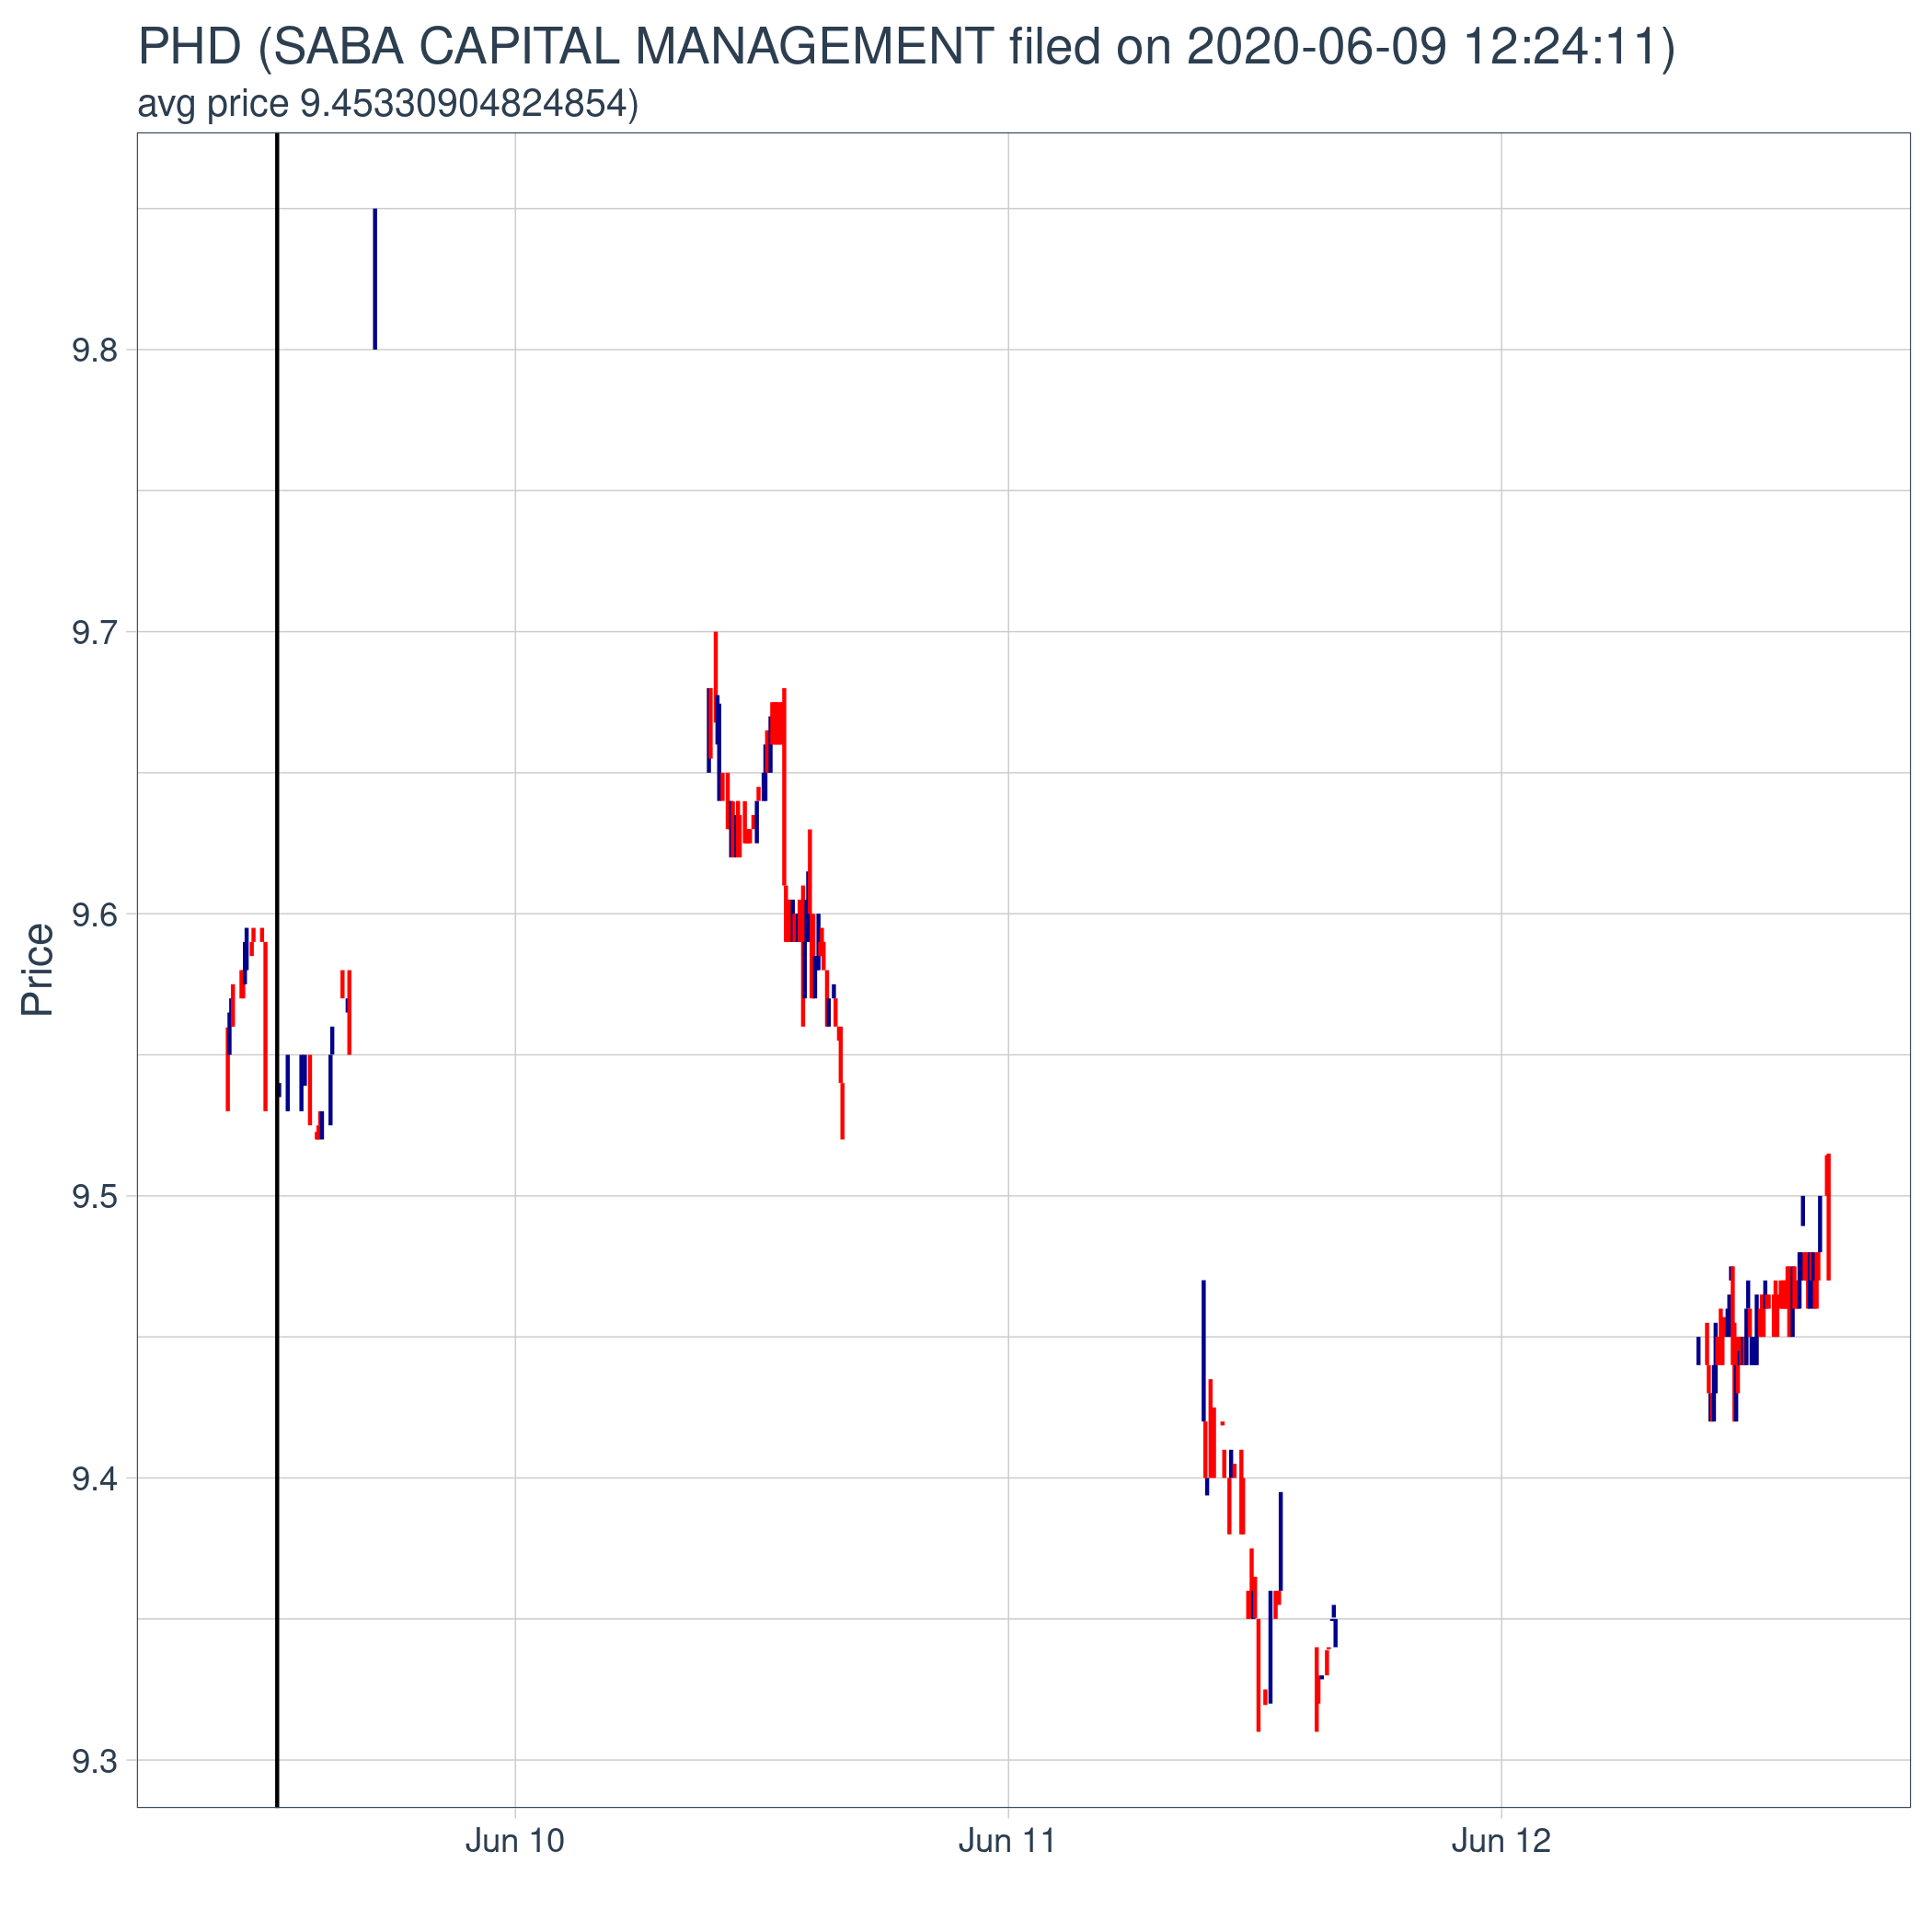 PHD (SABA CAPITAL MANAGEMENT filed on 2020-06-09 12:24:11)
avg price 9.45330904824854)
9.8
9.7
9.6
Price
9.5
9.4
9.3
Jun 10 Jun 11 Jun 12